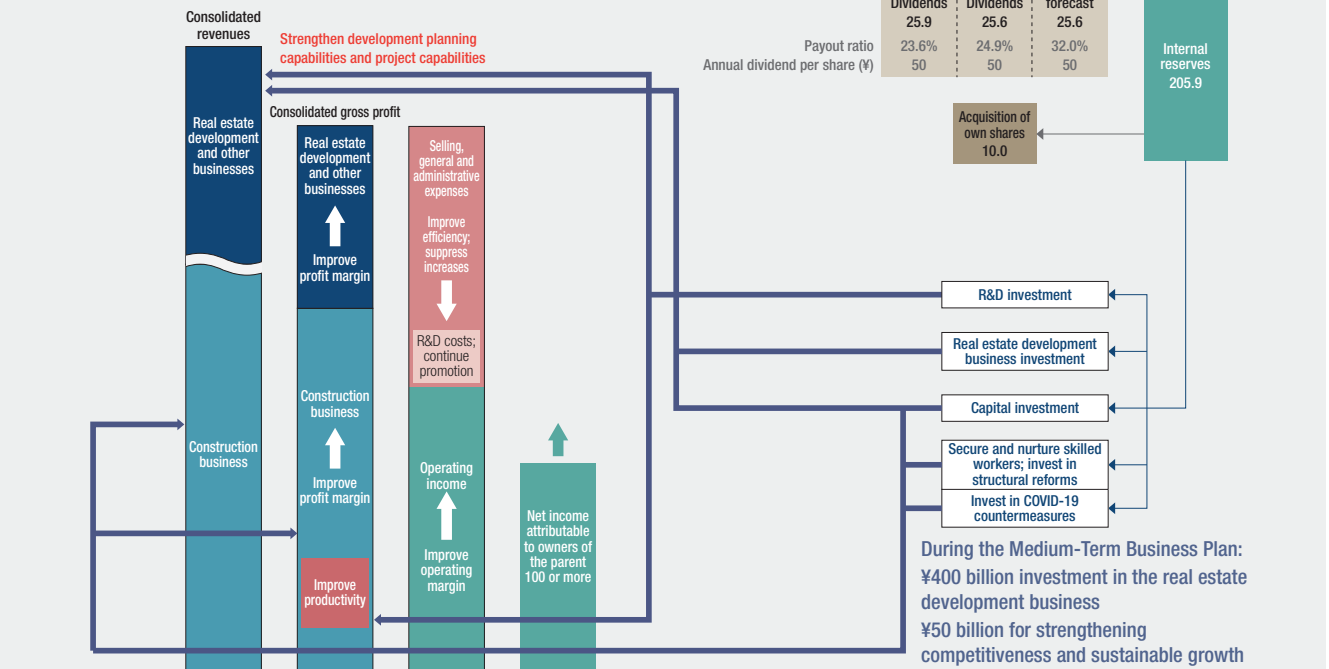 Consolidated
revenues
Strengthen development planning
capabilities and project capabilities
Real estate
development
and other
businesses
Construction
business
Consolidated gross profit
Real estate
development
and other
businesses
Improve
profit margin
Construction
business
Improve
profit margin
Improve
productivity
Selling,
general and
administrative
expenses
Improve
efficiency;
suppress
increases
R&D costs;
continue
promotion
Operating
income
Improve
operating
margin
Net income
attributable
to owners of
the parent
100 or more
Dividends Dividends forecast
25.9 25.6 25.6
Payout ratio 23.6% 24.9% 32.0%
Annual dividend per share (¥) 50 50 50
Internal
reserves
205.9
Acquisition of
own shares
10.0
R&D investment
Real estate development
business investment
Capital investment
Secure and nurture skilled
workers; invest in
structural reforms
Invest in COVID-19
countermeasures
During the Medium-Term Business Plan:
¥400 billion investment in the real estate
development business
¥50 billion for strengthening
competitiveness and sustainable growth